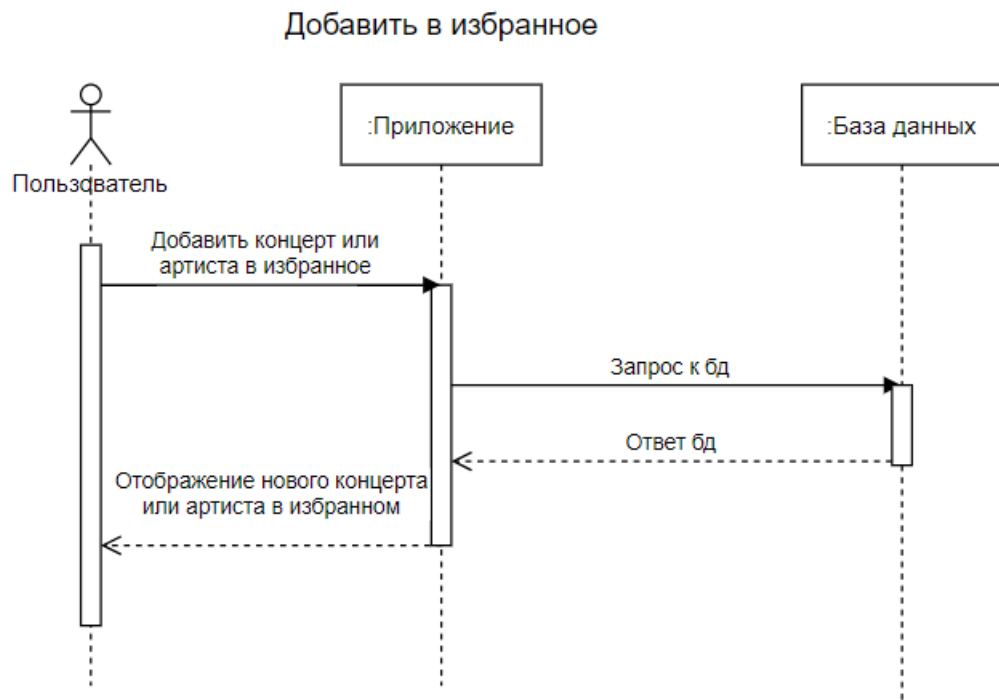 Добавить в избранное
:Приложение
:База данных
Пользователь
Добавить концерт или
артиста в избранное
Запрос к бд
Ответ бд
Отображение нового концерта
или артиста в избранном